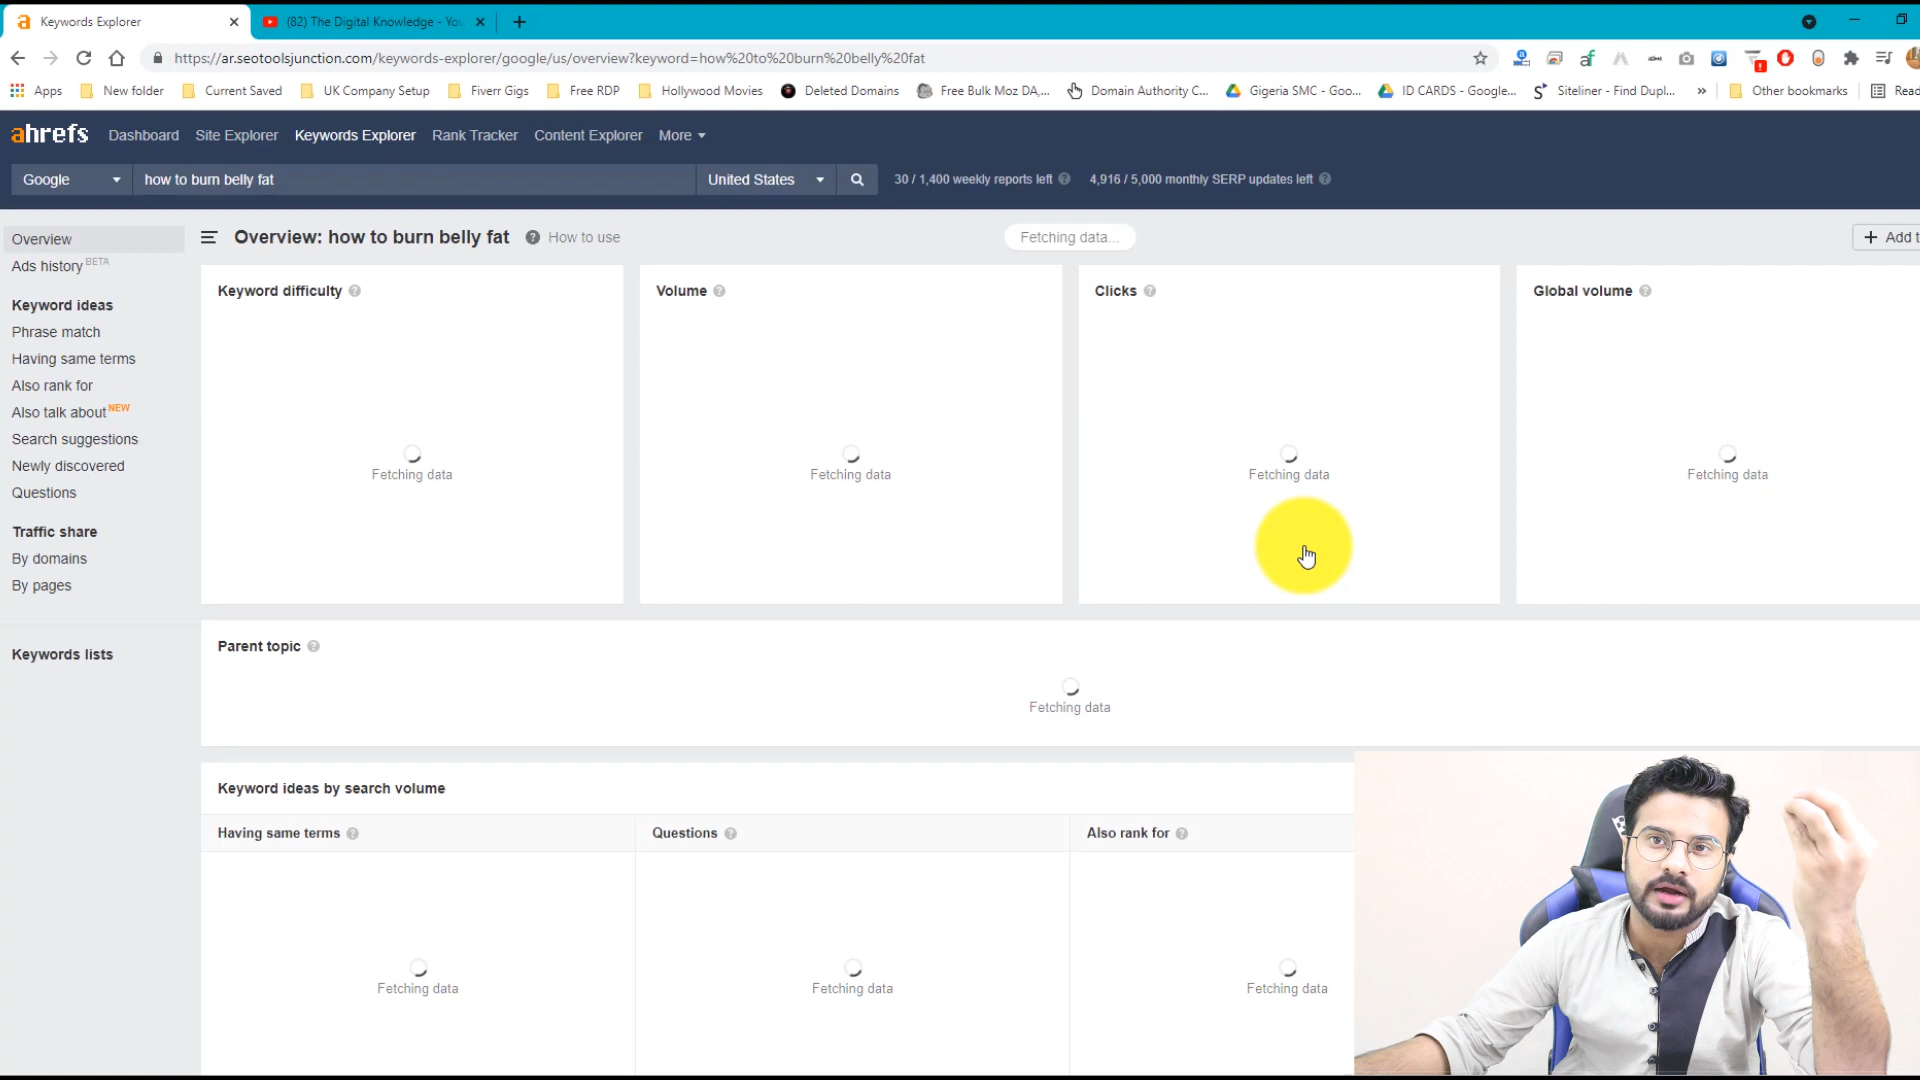 Keywords Explorer
(82) The Digital Knowledge - You
https://ar.seotoolsjunction.com/keywords-explorer/google/us/overview?keyword=how%20to%20burn%20belly%20fat
Apps New folder Current Saved UK Company Setup Fiverr Gigs Free RDP Hollywood Movies Deleted Domains Free Bulk Moz DA,... Domain Authority C... Gigeria SMC - Goo... ID CARDS - Google... Siteliner - Find Dupl... » Other bookmarks Read
ahrefs Dashboard Site Explorer Keywords Explorer Rank Tracker Content Explorer More
Google how to burn belly fat United States 30 / 1,400 weekly reports left 4,916 / 5,000 monthly SERP updates left
Overview
Ads history BETA
Keyword ideas
Phrase match
Having same terms
Also rank for
Also talk about NEW
Search suggestions
Newly discovered
Questions
Traffic share
By domains
By pages
Keywords lists
Overview: how to burn belly fat How to use Fetching data... + Add t
Keyword difficulty
Fetching data
Volume
Fetching data
Clicks
Fetching data
Global volume
Fetching data
Parent topic
Fetching data
Keyword ideas by search volume
Having same terms
Fetching data
Questions
Fetching data
Also rank for
Fetching data